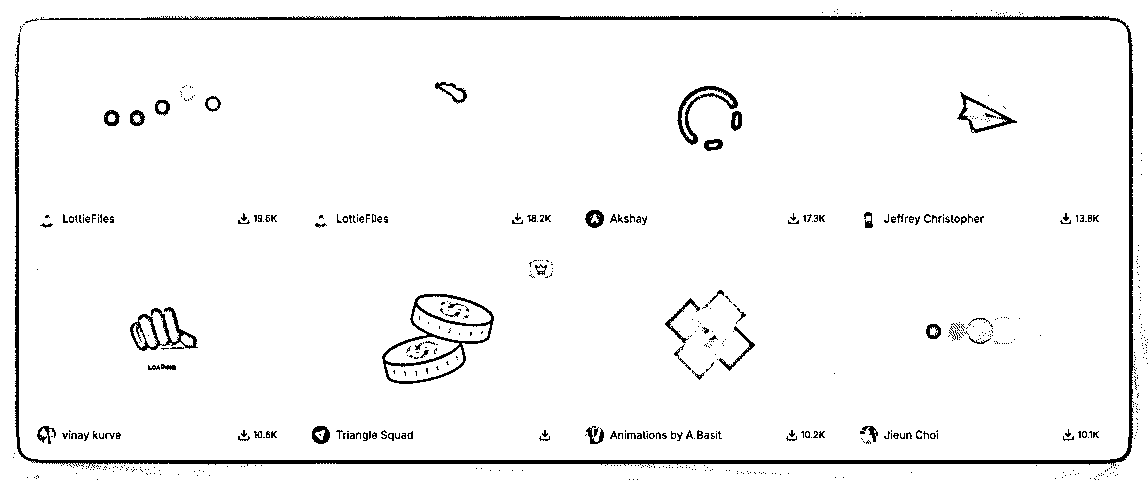 LottieFiles 19.6K LottieFiles 18.2K Akshay 17.3K Jeffrey Christopher 13.8K
LOADING
vinay kurve 10.6K Triangle Squad Animations by A.Basit 10.2K Jieun Choi 10.1K